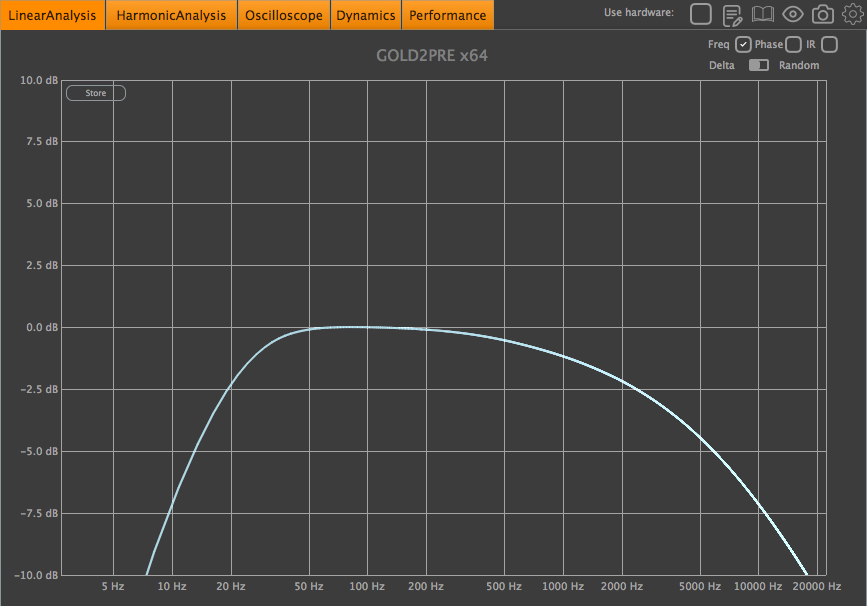 LinearAnalysis HarmonicAnalysis Oscilloscope Dynamics Performance Use hardware:
GOLD2PRE x64
Freq Phase IR
Delta Random
Store
10.0 dB
7.5 dB
5.0 dB
2.5 dB
0.0 dB
−2.5 dB
−5.0 dB
−7.5 dB
−10.0 dB
5 Hz 10 Hz 20 Hz 50 Hz 100 Hz 200 Hz 500 Hz 1000 Hz 2000 Hz 5000 Hz 10000 Hz 20000 Hz